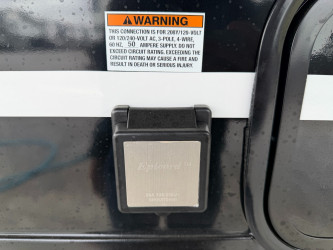 WARNING
THIS CONNECTION IS FOR 208Y/120-VOLT
OR 120/240-VOLT AC, 3-POLE, 4-WIRE,
60 HZ, 50 AMPERE SUPPLY. DO NOT
EXCEED CIRCUIT RATING. EXCEEDING THE
CIRCUIT RATING MAY CAUSE A FIRE AND
RESULT IN DEATH OR SERIOUS INJURY.